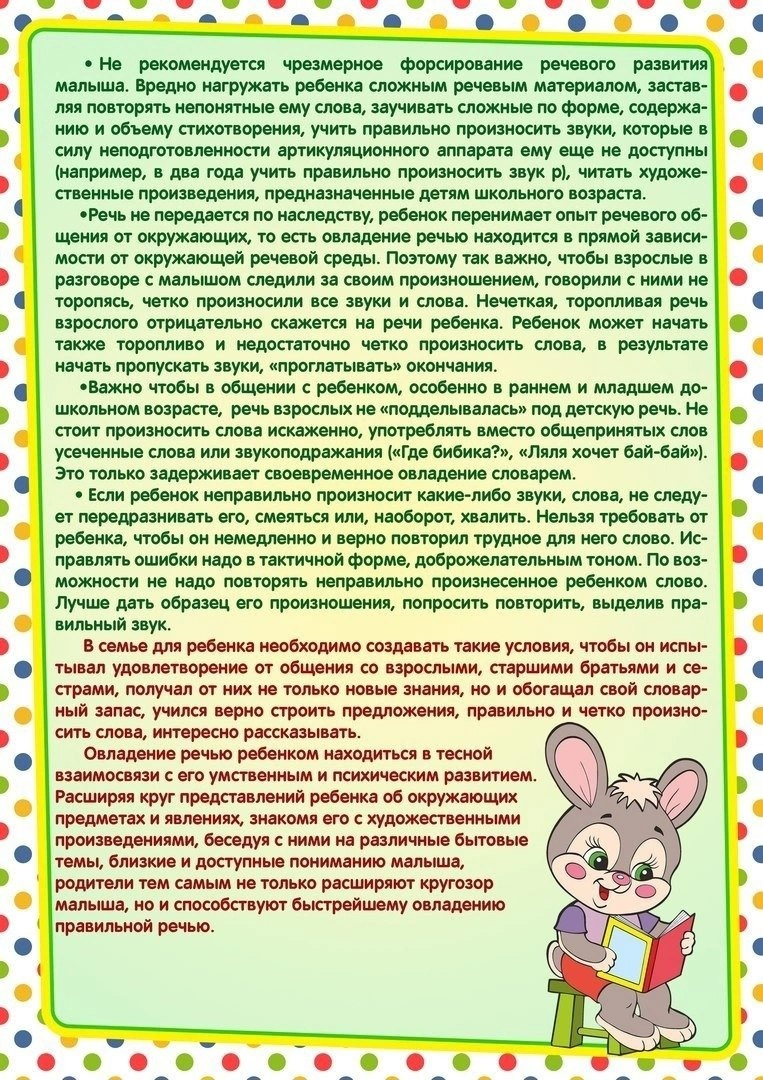 • Не рекомендуется чрезмерное форсирование речевого развития
малыша. Вредно нагружать ребенка сложным речевым материалом, застав-
ляя повторять непонятные ему слова, заучивать сложные по форме, содержа-
нию и объему стихотворения, учить правильно произносить звуки, которые в
силу неподготовленности артикуляционного аппарата ему еще не доступны
(например, в два года учить правильно произносить звук р), читать художе-
ственные произведения, предназначенные детям школьного возраста.
•Речь не передается по наследству, ребенок перенимает опыт речевого об-
щения от окружающих, то есть овладение речью находится в прямой зависи-
мости от окружающей речевой среды. Поэтому так важно, чтобы взрослые в
разговоре с малышом следили за своим произношением, говорили с ними не
торопясь, четко произносили все звуки и слова. Нечеткая, торопливая речь
взрослого отрицательно скажется на речи ребенка. Ребенок может начать
также торопливо и недостаточно четко произносить слова, в результате
начать пропускать звуки, «проглатывать» окончания.
•Важно чтобы в общении с ребенком, особенно в раннем и младшем до-
школьном возрасте, речь взрослых не «подделывалась» под детскую речь. Не
стоит произносить слова искаженно, употреблять вместо общепринятых слов
усеченные слова или звукоподражания («Где бибика?», «Ляля хочет бай-бай»).
Это только задерживает своевременное овладение словарем.
• Если ребенок неправильно произносит какие-либо звуки, слова, не следу-
ет передразнивать его, смеяться или, наоборот, хвалить. Нельзя требовать от
ребенка, чтобы он немедленно и верно повторил трудное для него слово. Ис-
правлять ошибки надо в тактичной форме, доброжелательным тоном. По воз-
можности не надо повторять неправильно произнесенное ребенком слово.
Лучше дать образец его произношения, попросить повторить, выделив пра-
вильный звук.
В семье для ребенка необходимо создавать такие условия, чтобы он испы-
тывал удовлетворение от общения со взрослыми, старшими братьями и се-
страми, получал от них не только новые знания, но и обогащал свой словар-
ный запас, учился верно строить предложения, правильно и четко произно-
сить слова, интересно рассказывать.
Овладение речью ребенком находиться в тесной
взаимосвязи с его умственным и психическим развитием.
Расширяя круг представлений ребенка об окружающих
предметах и явлениях, знакомя его с художественными
произведениями, беседуя с ними на различные бытовые
темы, близкие и доступные пониманию малыша,
родители тем самым не только расширяют кругозор
малыша, но и способствуют быстрейшему овладению
правильной речью.